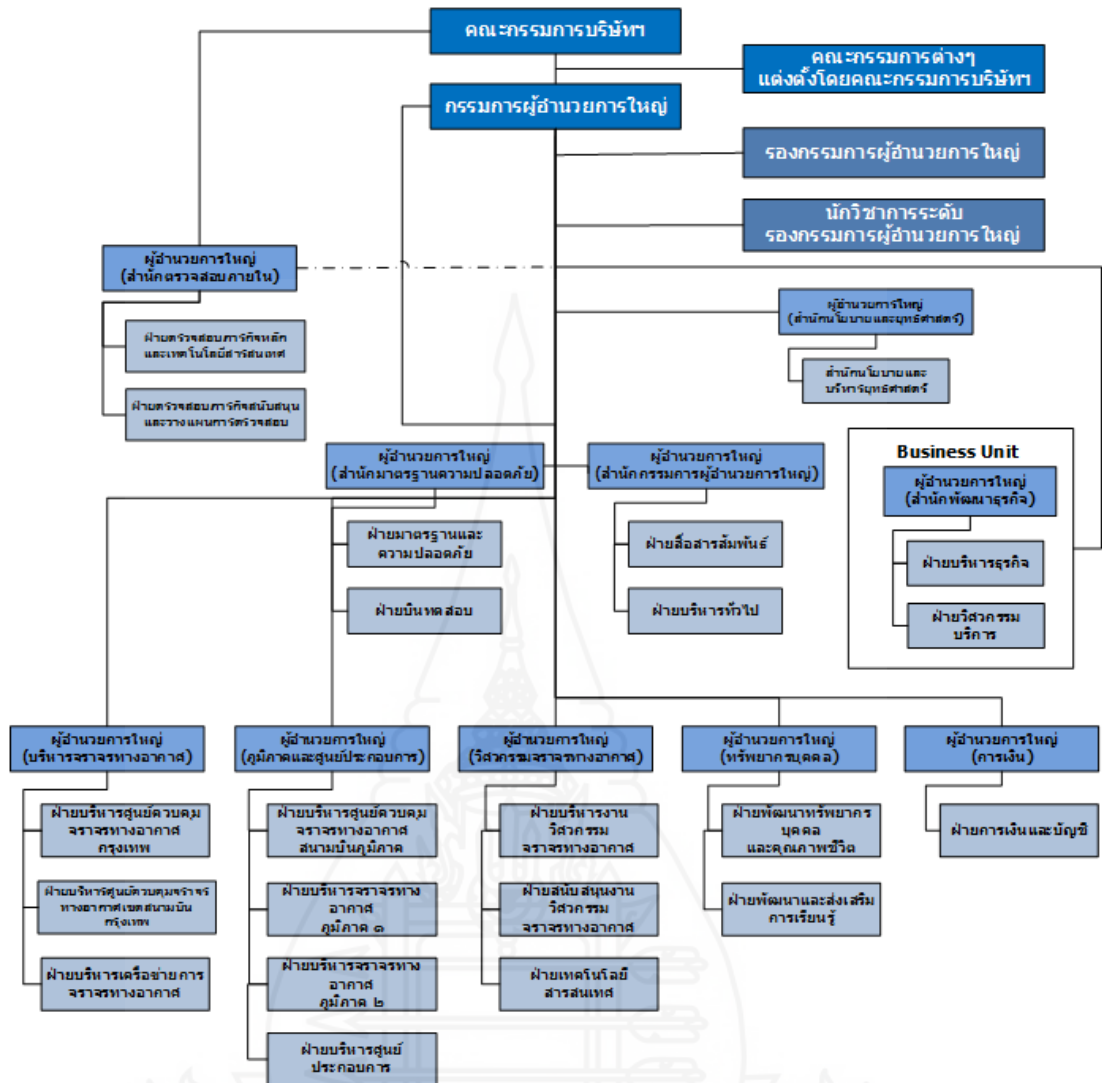 คณะกรรมการบริษัทฯ
คณะกรรมการต่างๆ
แต่งตั้งโดยคณะกรรมการบริษัทฯ
กรรมการผู้อำนวยการใหญ่
รองกรรมการผู้อำนวยการใหญ่
นักวิชาการระดับ
รองกรรมการผู้อำนวยการใหญ่
ผู้อำนวยการใหญ่
(สำนักตรวจสอบภายใน)
ฝ่ายตรวจสอบภารกิจหลัก
และเทคโนโลยีสารสนเทศ
ฝ่ายตรวจสอบภารกิจสนับสนุน
และวางแผนการตรวจสอบ
ผู้อำนวยการใหญ่
(สำนักนโยบายและยุทธศาสตร์)
สำนักนโยบายและ
บริหารยุทธศาสตร์
ผู้อำนวยการใหญ่
(สำนักมาตรฐานความปลอดภัย)
ฝ่ายมาตรฐานและ
ความปลอดภัย
ฝ่ายบินทดสอบ
ผู้อำนวยการใหญ่
(สำนักกรรมการผู้อำนวยการใหญ่)
ฝ่ายสื่อสารสัมพันธ์
ฝ่ายบริหารทั่วไป
Business Unit
ผู้อำนวยการใหญ่
(สำนักพัฒนาธุรกิจ)
ฝ่ายบริหารธุรกิจ
ฝ่ายวิศวกรรม
บริการ
ผู้อำนวยการใหญ่
(บริหารจราจรทางอากาศ)
ฝ่ายบริหารศูนย์ควบคุม
จราจรทางอากาศ
กรุงเทพ
ฝ่ายบริหารศูนย์ควบคุมจราจร
ทางอากาศเขตสนามบิน
กรุงเทพ
ฝ่ายบริหารเครือข่ายการ
จราจรทางอากาศ
ผู้อำนวยการใหญ่
(ภูมิภาคและศูนย์ประกอบการ)
ฝ่ายบริหารศูนย์ควบคุม
จราจรทางอากาศ
สนามบินภูมิภาค
ฝ่ายบริหารจราจรทาง
อากาศ
ภูมิภาค ๑
ฝ่ายบริหารจราจรทาง
อากาศ
ภูมิภาค ๒
ฝ่ายบริหารศูนย์
ประกอบการ
ผู้อำนวยการใหญ่
(วิศวกรรมจราจรทางอากาศ)
ฝ่ายบริหารงาน
วิศวกรรม
จราจรทางอากาศ
ฝ่ายสนับสนุนงาน
วิศวกรรม
จราจรทางอากาศ
ฝ่ายเทคโนโลยี
สารสนเทศ
ผู้อำนวยการใหญ่
(ทรัพยากรบุคคล)
ฝ่ายพัฒนาทรัพยากร
บุคคล
และคุณภาพชีวิต
ฝ่ายพัฒนาและส่งเสริม
การเรียนรู้
ผู้อำนวยการใหญ่
(การเงิน)
ฝ่ายการเงินและบัญชี